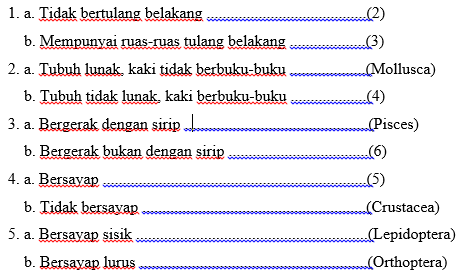 1. a. Tidak bertulang belakang ........................................(2)
b. Mempunyai ruas-ruas tulang belakang ....................(3)
2. a. Tubuh lunak, kaki tidak berbuku-buku ....................(Mollusca)
b. Tubuh tidak lunak, kaki berbuku-buku ....................(4)
3. a. Bergerak dengan sirip ............................................(Pisces)
b. Bergerak bukan dengan sirip ...................................(6)
4. a. Bersayap ................................................................(5)
b. Tidak bersayap ........................................................(Crustacea)
5. a. Bersayap sisik ........................................................(Lepidoptera)
b. Bersayap lurus ........................................................(Orthoptera)